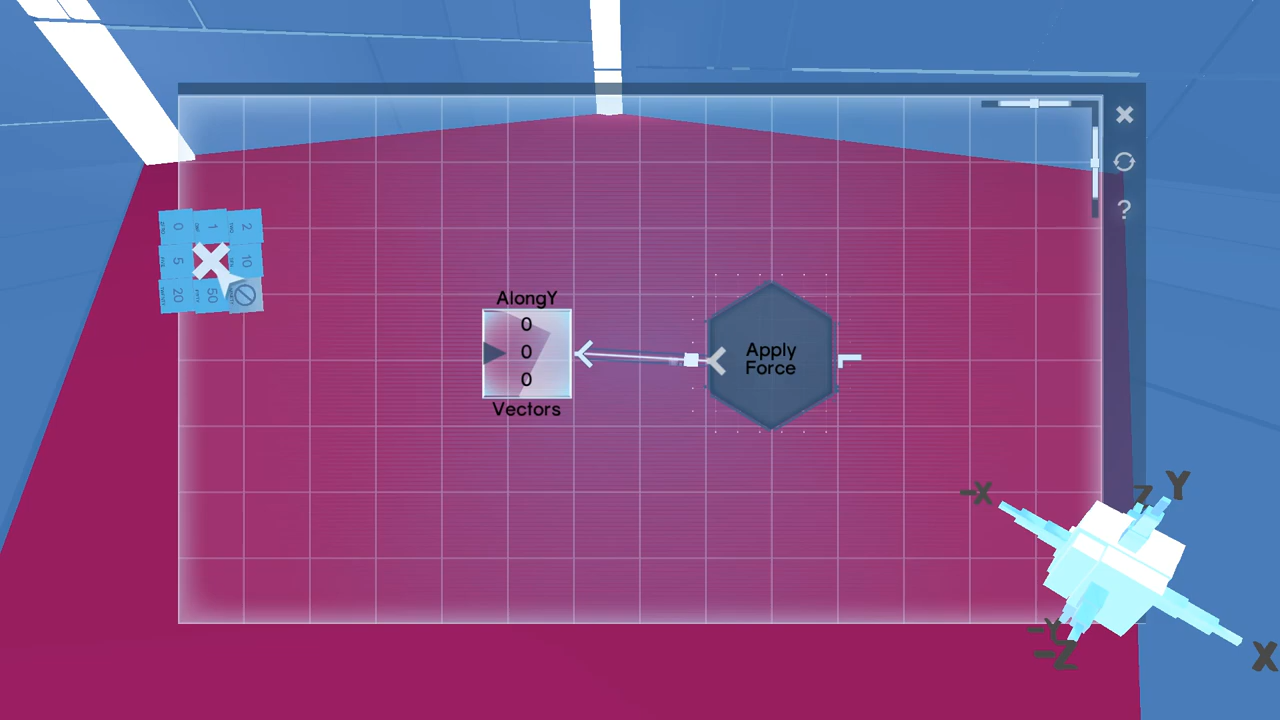 ?
0 1 2
5 10
20 50
AlongY
0
0
0
Vectors
Apply
Force
-X
Z
Y
-Y
-Z
X